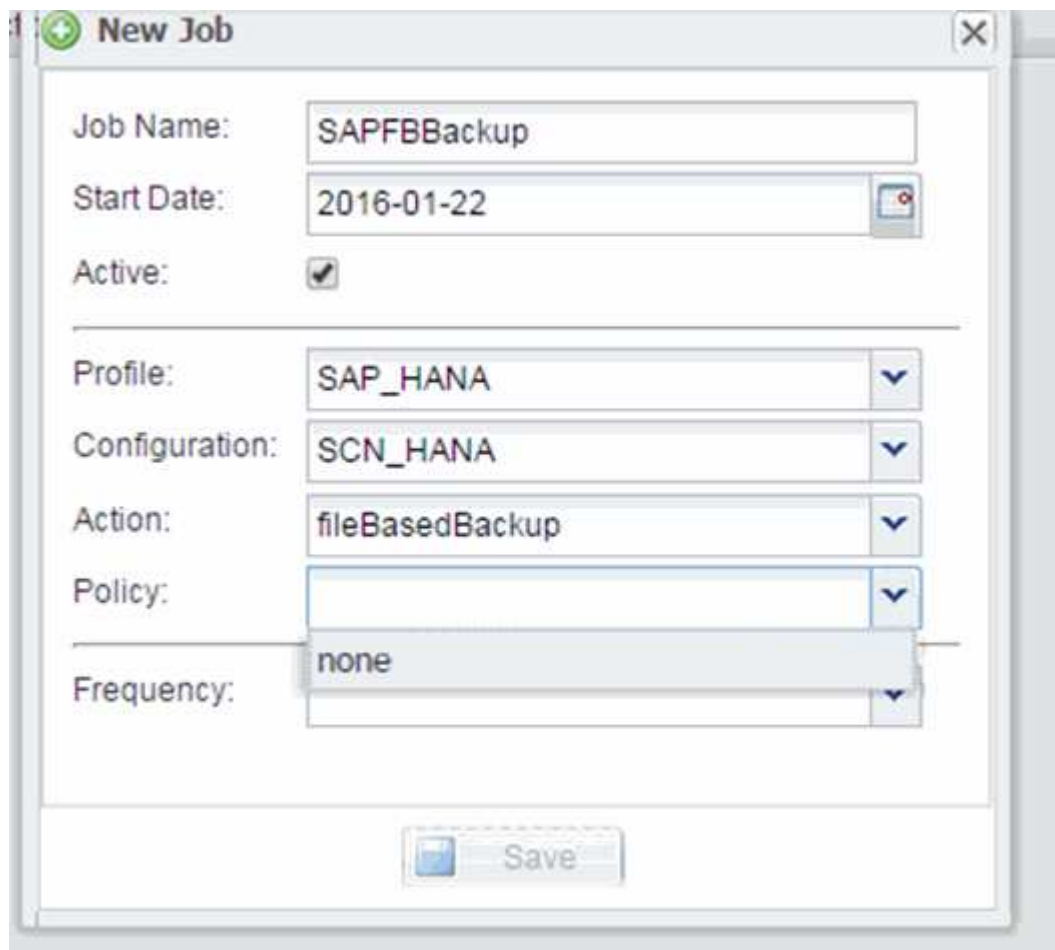 New Job
Job Name: SAPFBBackup
Start Date: 2016-01-22
Active:
Profile: SAP_HANA
Configuration: SCN_HANA
Action: fileBasedBackup
Policy:
none
Frequency:
Save